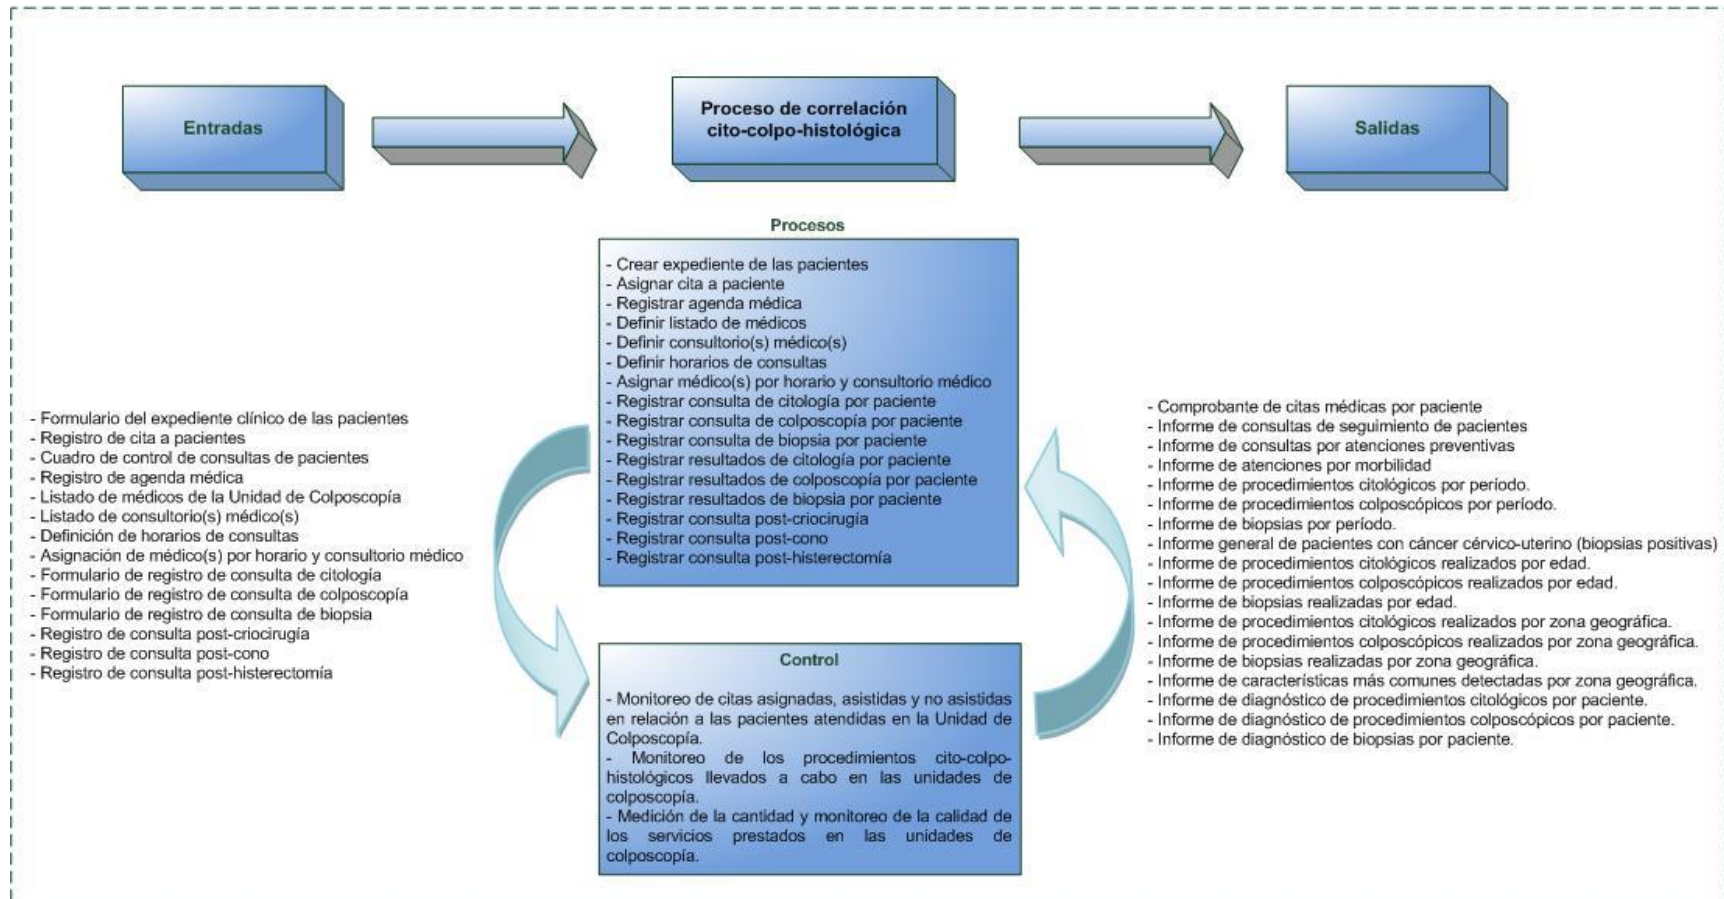 Entradas
Proceso de correlación
cito-colpo-histológica
Salidas
Procesos
- Crear expediente de las pacientes
- Asignar cita a paciente
- Registrar agenda médica
- Definir listado de médicos
- Definir consultorio(s) médico(s)
- Definir horarios de consultas
- Asignar médico(s) por horario y consultorio médico
- Registrar consulta de citología por paciente
- Registrar consulta de colposcopía por paciente
- Registrar consulta de biopsia por paciente
- Registrar resultados de citología por paciente
- Registrar resultados de colposcopía por paciente
- Registrar resultados de biopsia por paciente
- Registrar consulta post-criocirugía
- Registrar consulta post-cono
- Registrar consulta post-histerectomía
- Formulario del expediente clínico de las pacientes
- Registro de cita a pacientes
- Cuadro de control de consultas de pacientes
- Registro de agenda médica
- Listado de médicos de la Unidad de Colposcopía
- Listado de consultorio(s) médico(s)
- Definición de horarios de consultas
- Asignación de médico(s) por horario y consultorio médico
- Formulario de registro de consulta de citología
- Formulario de registro de consulta de colposcopía
- Formulario de registro de consulta de biopsia
- Registro de consulta post-criocirugía
- Registro de consulta post-cono
- Registro de consulta post-histerectomía
Control
- Monitoreo de citas asignadas, asistidas y no asistidas
en relación a las pacientes atendidas en la Unidad de
Colposcopía.
- Monitoreo de los procedimientos cito-colpo-
histológicos llevados a cabo en las unidades de
colposcopía.
- Medición de la cantidad y monitoreo de la calidad de
los servicios prestados en las unidades de
colposcopía.
- Comprobante de citas médicas por paciente
- Informe de consultas de seguimiento de pacientes
- Informe de consultas por atenciones preventivas
- Informe de atenciones por morbilidad
- Informe de procedimientos citológicos por período.
- Informe de procedimientos colposcópicos por período.
- Informe de biopsias por período.
- Informe general de pacientes con cáncer cérvico-uterino (biopsias positivas)
- Informe de procedimientos citológicos realizados por edad.
- Informe de procedimientos colposcópicos realizados por edad.
- Informe de biopsias realizadas por edad.
- Informe de procedimientos citológicos realizados por zona geográfica.
- Informe de procedimientos colposcópicos realizados por zona geográfica.
- Informe de biopsias realizadas por zona geográfica.
- Informe de características más comunes detectadas por zona geográfica.
- Informe de diagnóstico de procedimientos citológicos por paciente.
- Informe de diagnóstico de procedimientos colposcópicos por paciente.
- Informe de diagnóstico de biopsias por paciente.